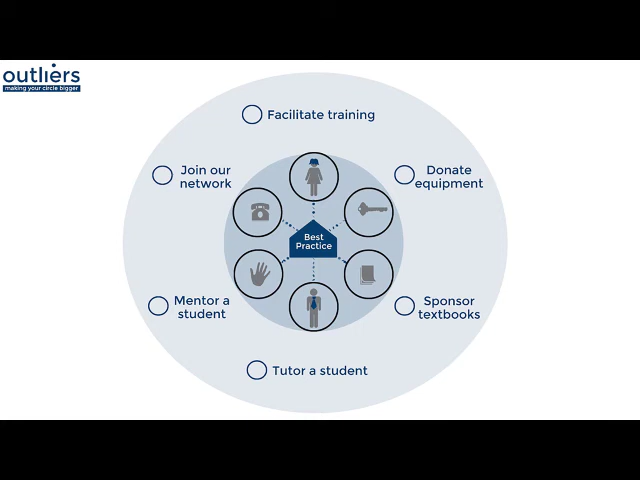 outliers
making your circle bigger
Facilitate training
Join our
network
Donate
equipment
Best
Practice
Mentor a
student
Sponsor
textbooks
Tutor a student